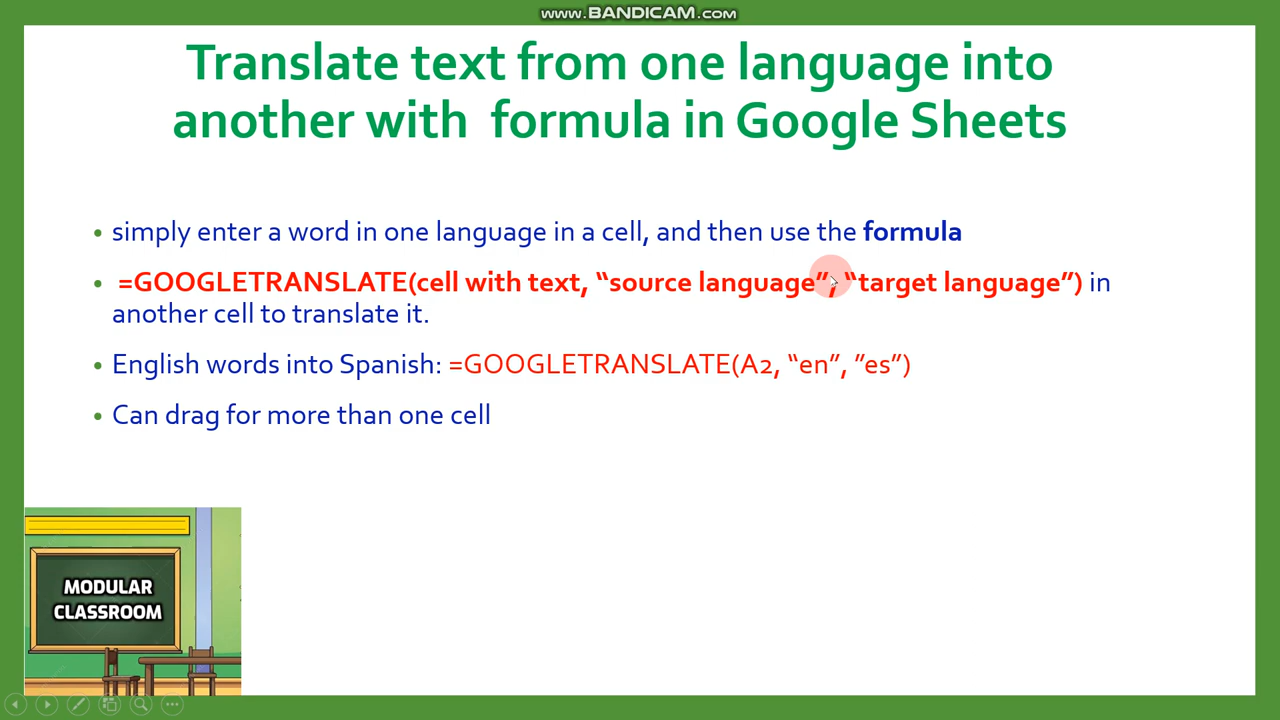 www.BANDICAM.com
Translate text from one language into
another with formula in Google Sheets
• simply enter a word in one language in a cell, and then use the formula
• =GOOGLETRANSLATE(cell with text, “source language”, “target language”) in
another cell to translate it.
• English words into Spanish: =GOOGLETRANSLATE(A2, “en”, ”es”)
• Can drag for more than one cell
MODULAR
CLASSROOM